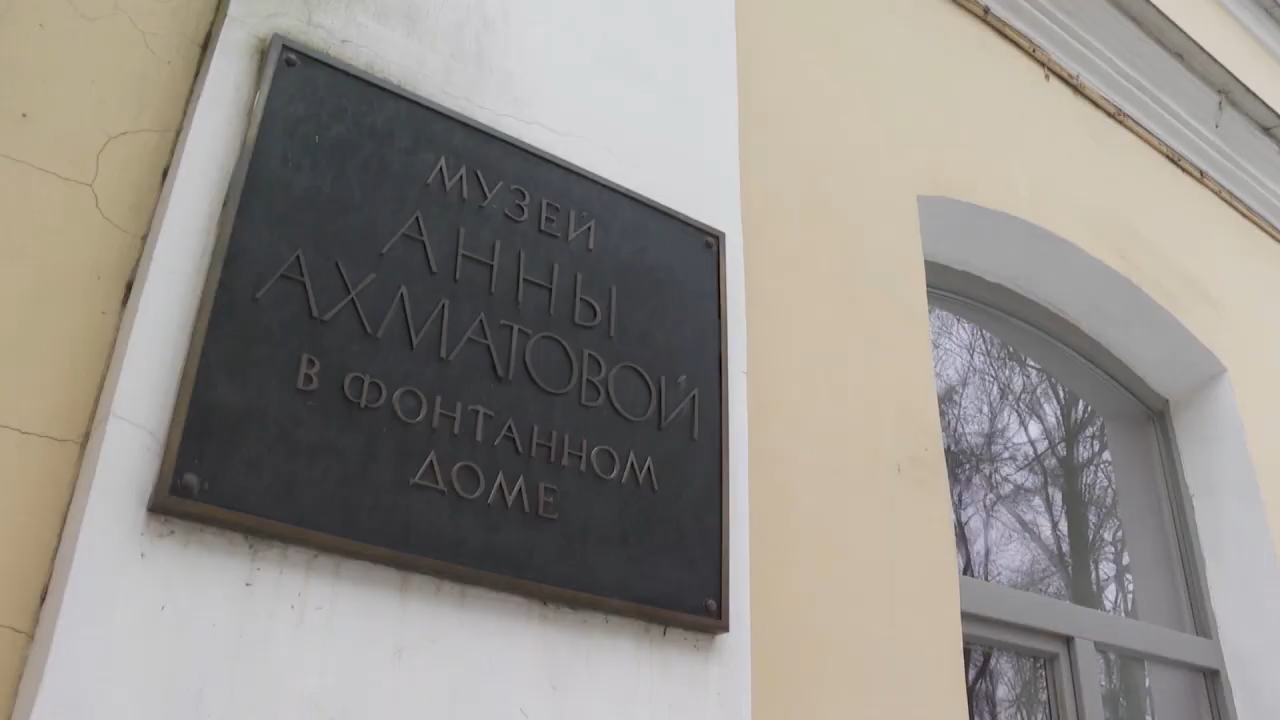 МУЗЕЙ
АННЫ
АХМАТОВОЙ
В ФОНТАННОМ
ДОМЕ